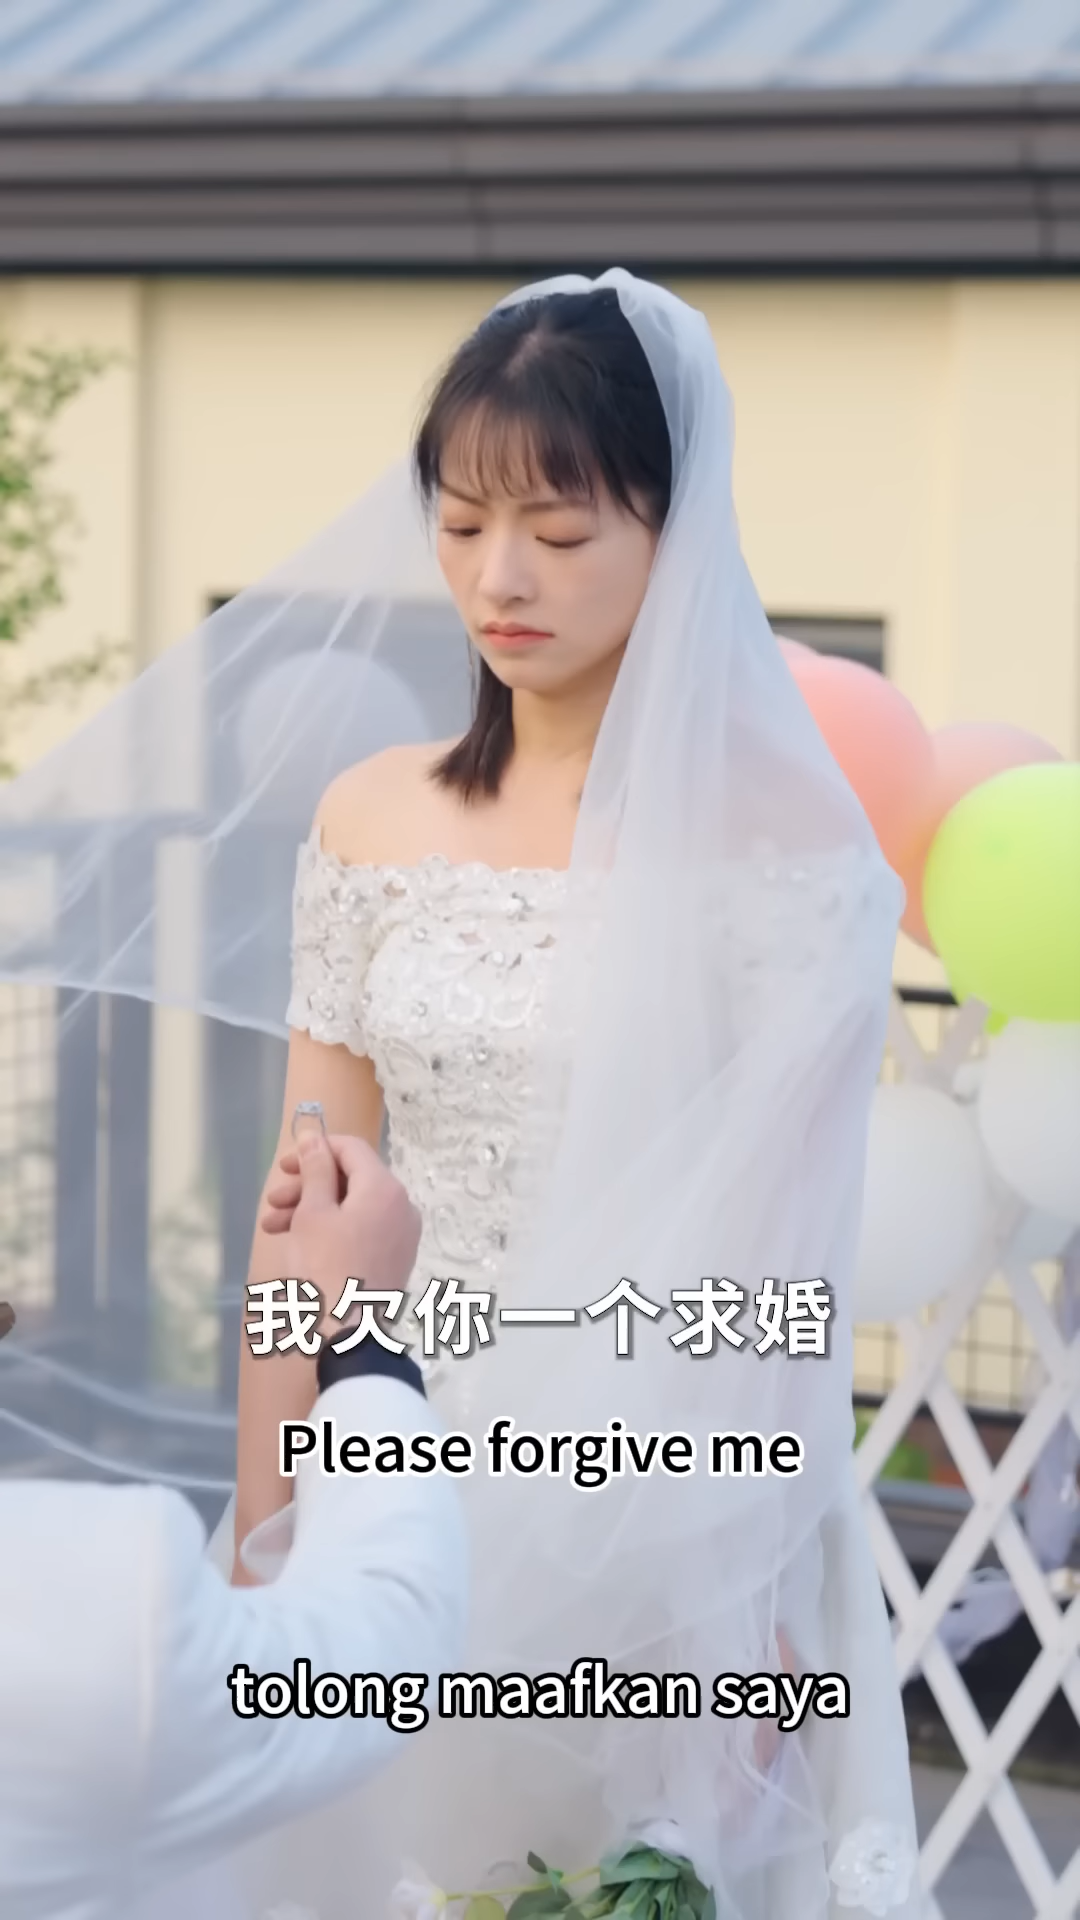 我欠你一个求婚
Please forgive me
tolong maafkan saya